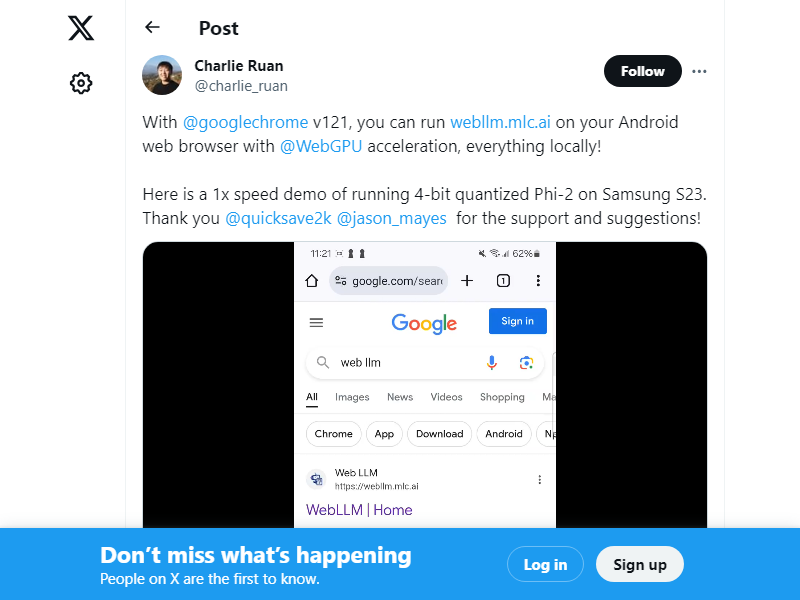 Post
Charlie Ruan
@charlie_ruan
Follow
With @googlechrome v121, you can run webllm.mlc.ai on your Android
web browser with @WebGPU acceleration, everything locally!
Here is a 1x speed demo of running 4-bit quantized Phi-2 on Samsung S23.
Thank you @quicksave2k @jason_mayes for the support and suggestions!
11:21 62%
google.com/sear 1
Google Sign in
web llm
All Images News Videos Shopping Ma
Chrome App Download Android
Web LLM
https://webllm.mlc.ai
WebLLM | Home
Don't miss what's happening
People on X are the first to know.
Log in Sign up